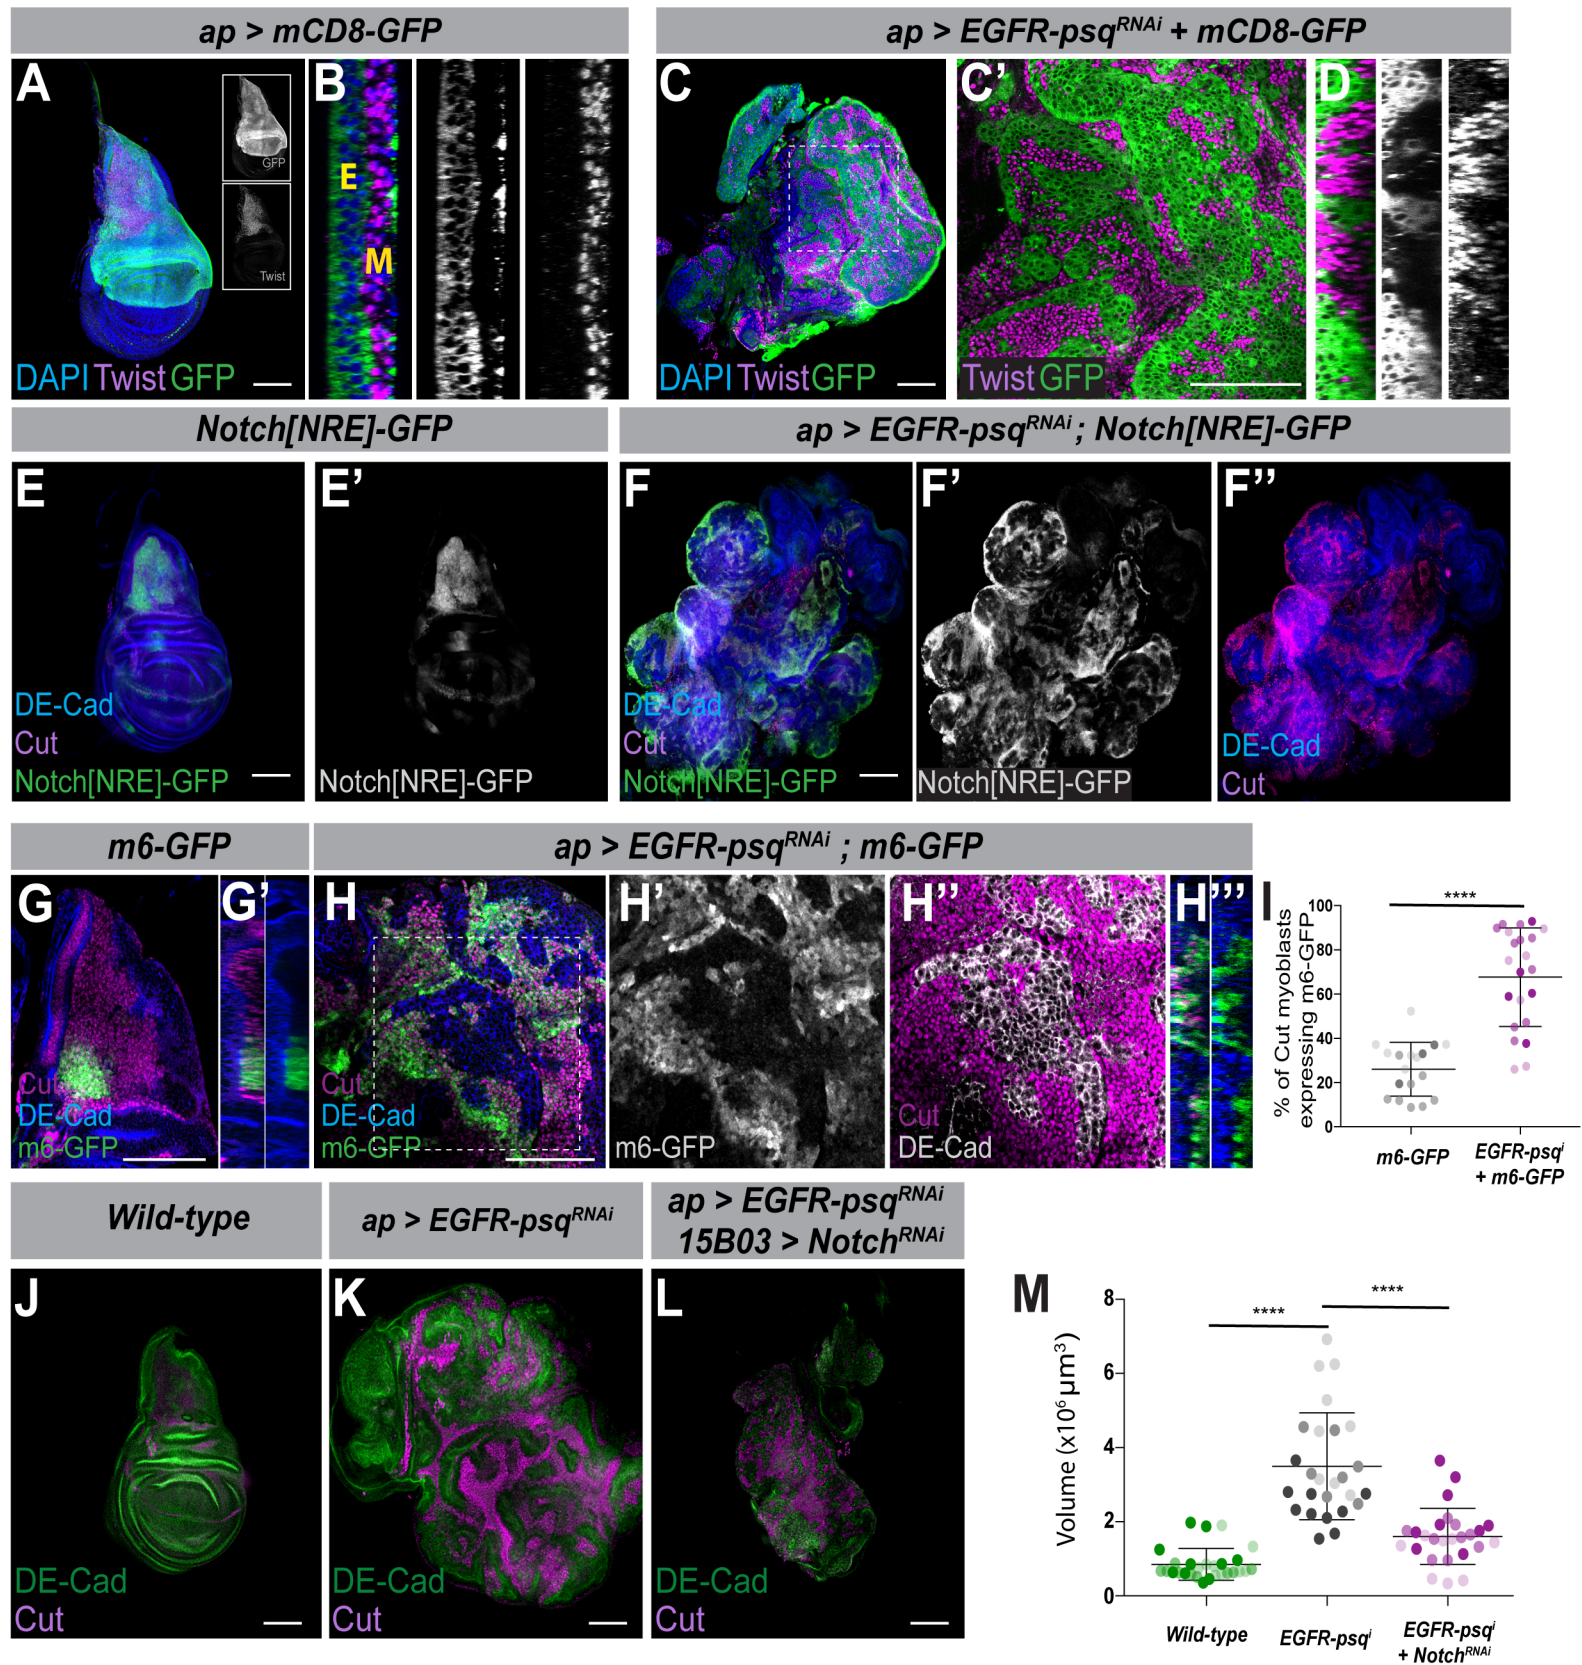 ap > mCD8-GFP
ap > EGFR-psqRNAi + mCD8-GFP
A
GFP
Twist
DAPI Twist GFP
B
E
M
C
DAPI Twist GFP
C’
Twist GFP
D
Notch[NRE]-GFP
ap > EGFR-psqRNAi ; Notch[NRE]-GFP
E
DE-Cad
Cut
Notch[NRE]-GFP
E’
Notch[NRE]-GFP
F
DE-Cad
Cut
Notch[NRE]-GFP
F’
Notch[NRE]-GFP
F’’
DE-Cad
Cut
m6-GFP
ap > EGFR-psqRNAi ; m6-GFP
G
Cut
DE-Cad
m6-GFP
G’
H
Cut
DE-Cad
m6-GFP
H’
m6-GFP
H’’
Cut
DE-Cad
H’’’
I
% of Cut myoblasts
expressing m6-GFP
100
80
60
40
20
0
****
m6-GFP
EGFR-psqi
+ m6-GFP
Wild-type
ap > EGFR-psqRNAi
ap > EGFR-psqRNAi
15B03 > NotchRNAi
J
DE-Cad
Cut
K
DE-Cad
Cut
L
DE-Cad
Cut
M
Volume (x10⁶ µm³)
8
6
4
2
0
****
****
Wild-type
EGFR-psqi
EGFR-psqi
+ NotchRNAi